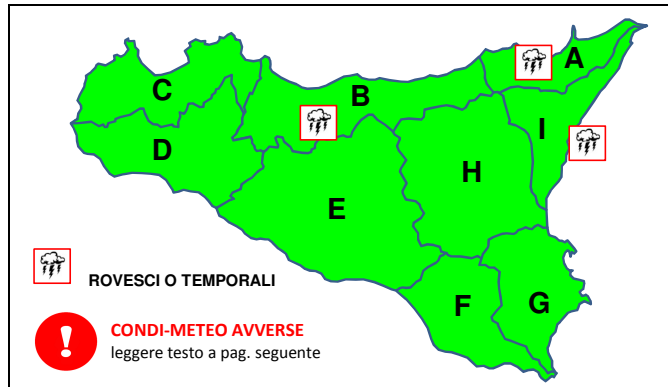 A
C
B
I
D
H
E
ROVESCI O TEMPORALI
F
G
! CONDI-METEO AVVERSE
leggere testo a pag. seguente